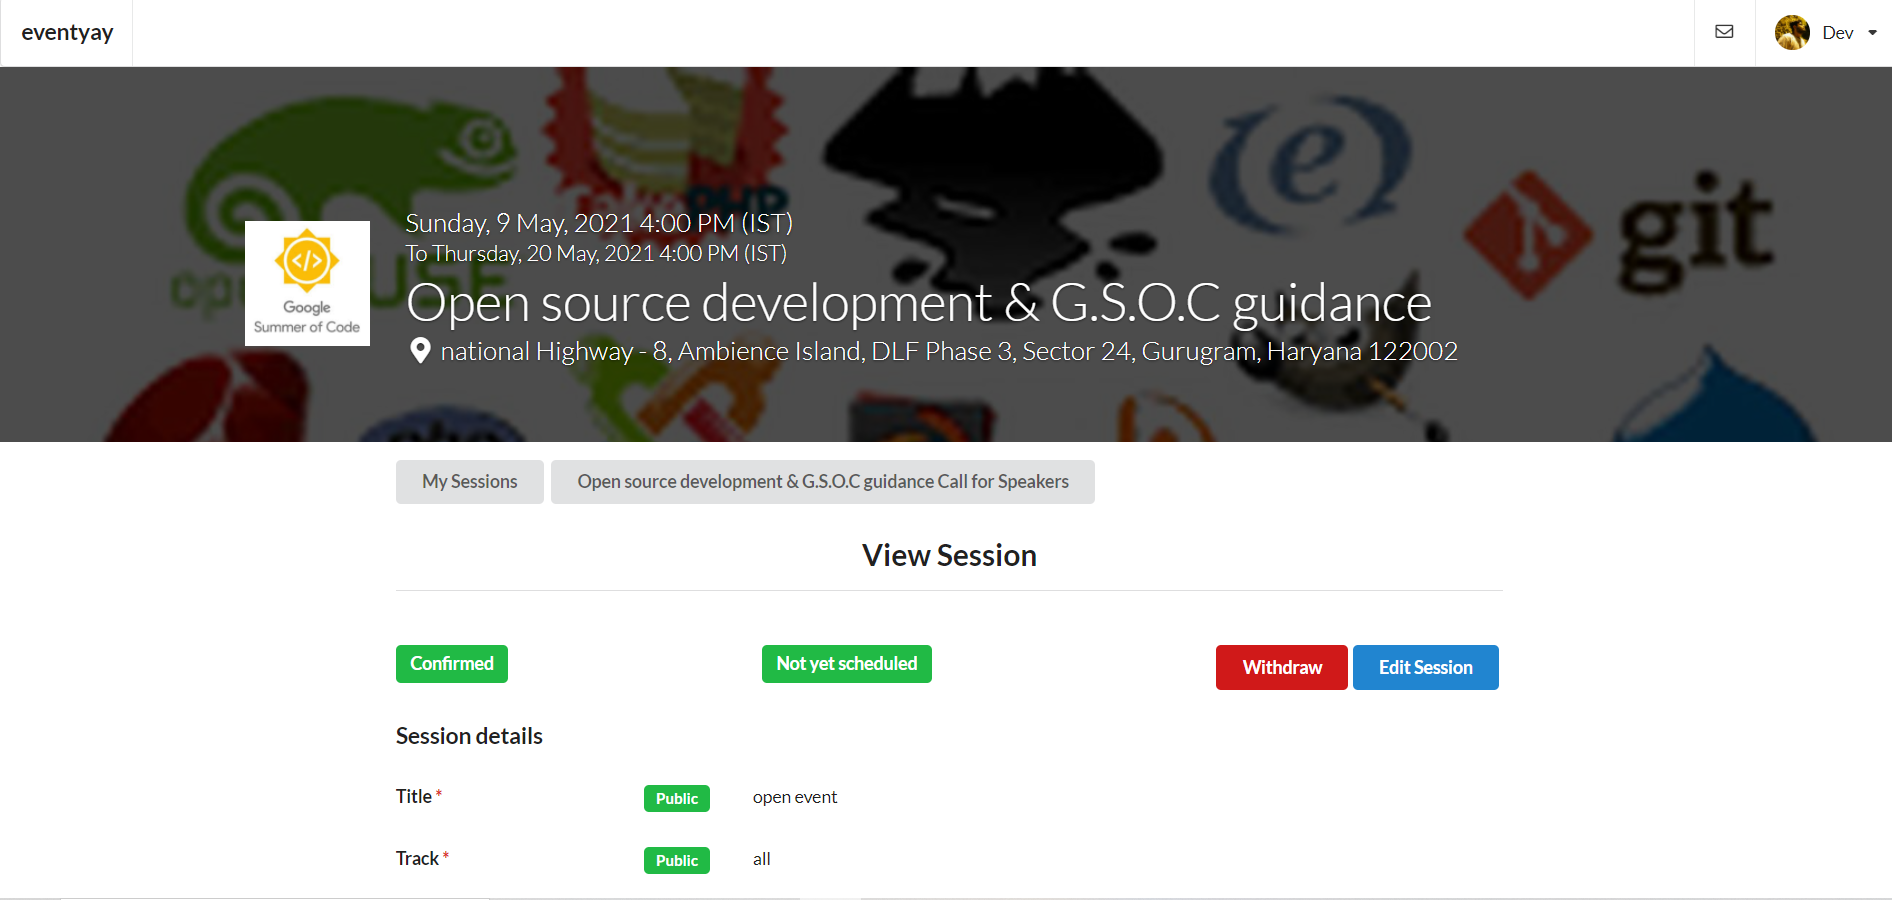 eventyay
Dev
Sunday, 9 May, 2021 4:00 PM (IST)
To Thursday, 20 May, 2021 4:00 PM (IST)
Google
Summer of Code
Open source development & G.S.O.C guidance
national Highway - 8, Ambience Island, DLF Phase 3, Sector 24, Gurugram, Haryana 122002
git
My Sessions
Open source development & G.S.O.C guidance Call for Speakers
View Session
Confirmed
Not yet scheduled
Withdraw
Edit Session
Session details
Title *
Public
open event
Track *
Public
all